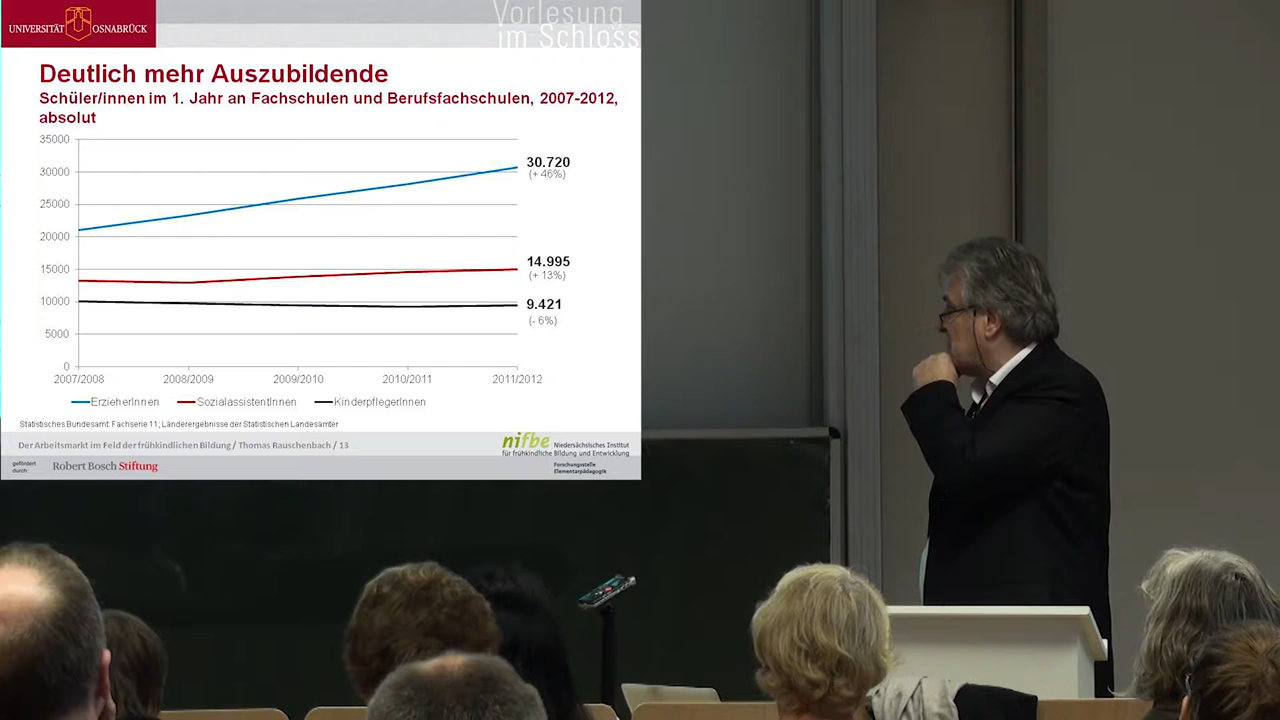 UNIVERSITÄT OSNABRÜCK
Vorlesung
im Schloss
Deutlich mehr Auszubildende
Schüler/innen im 1. Jahr an Fachschulen und Berufsfachschulen, 2007-2012,
absolut
35000
30000
25000
20000
15000
10000
5000
0
30.720
(+ 46%)
14.995
(+ 13%)
9.421
(- 6%)
2007/2008 2008/2009 2009/2010 2010/2011 2011/2012
ErzieherInnen SozialassistentInnen KinderpflegerInnen
Statistisches Bundesamt: Fachserie 11; Länderergebnisse der Statistischen Landesämter
Der Arbeitsmarkt im Feld der frühkindlichen Bildung / Thomas Rauschenbach / 13
nifbe Niedersächsisches Institut
für frühkindliche Bildung und Entwicklung
gefördert
durch:
Robert Bosch Stiftung
Forschungsstelle
Elementarpädagogik